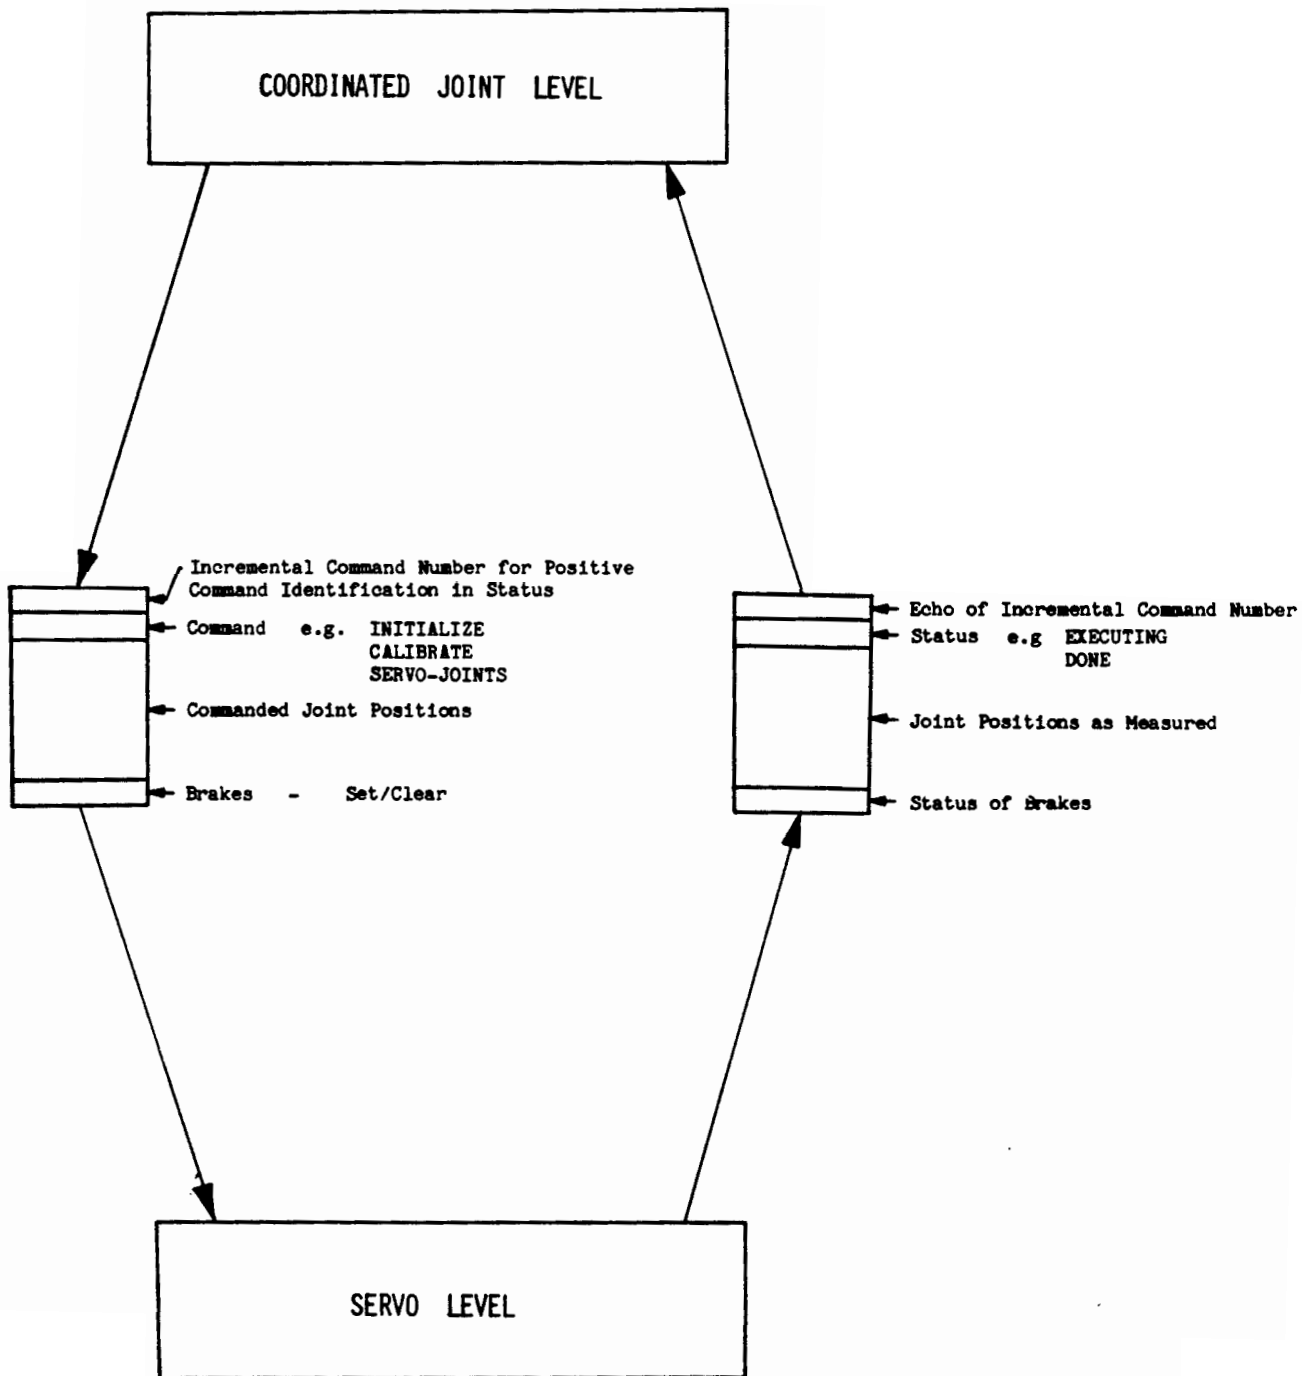 COORDINATED JOINT LEVEL
Incremental Command Number for Positive
Command Identification in Status
Command e.g. INITIALIZE
CALIBRATE
SERVO-JOINTS
Commanded Joint Positions
Brakes - Set/Clear
Echo of Incremental Command Number
Status e.g EXECUTING
DONE
Joint Positions as Measured
Status of Brakes
SERVO LEVEL